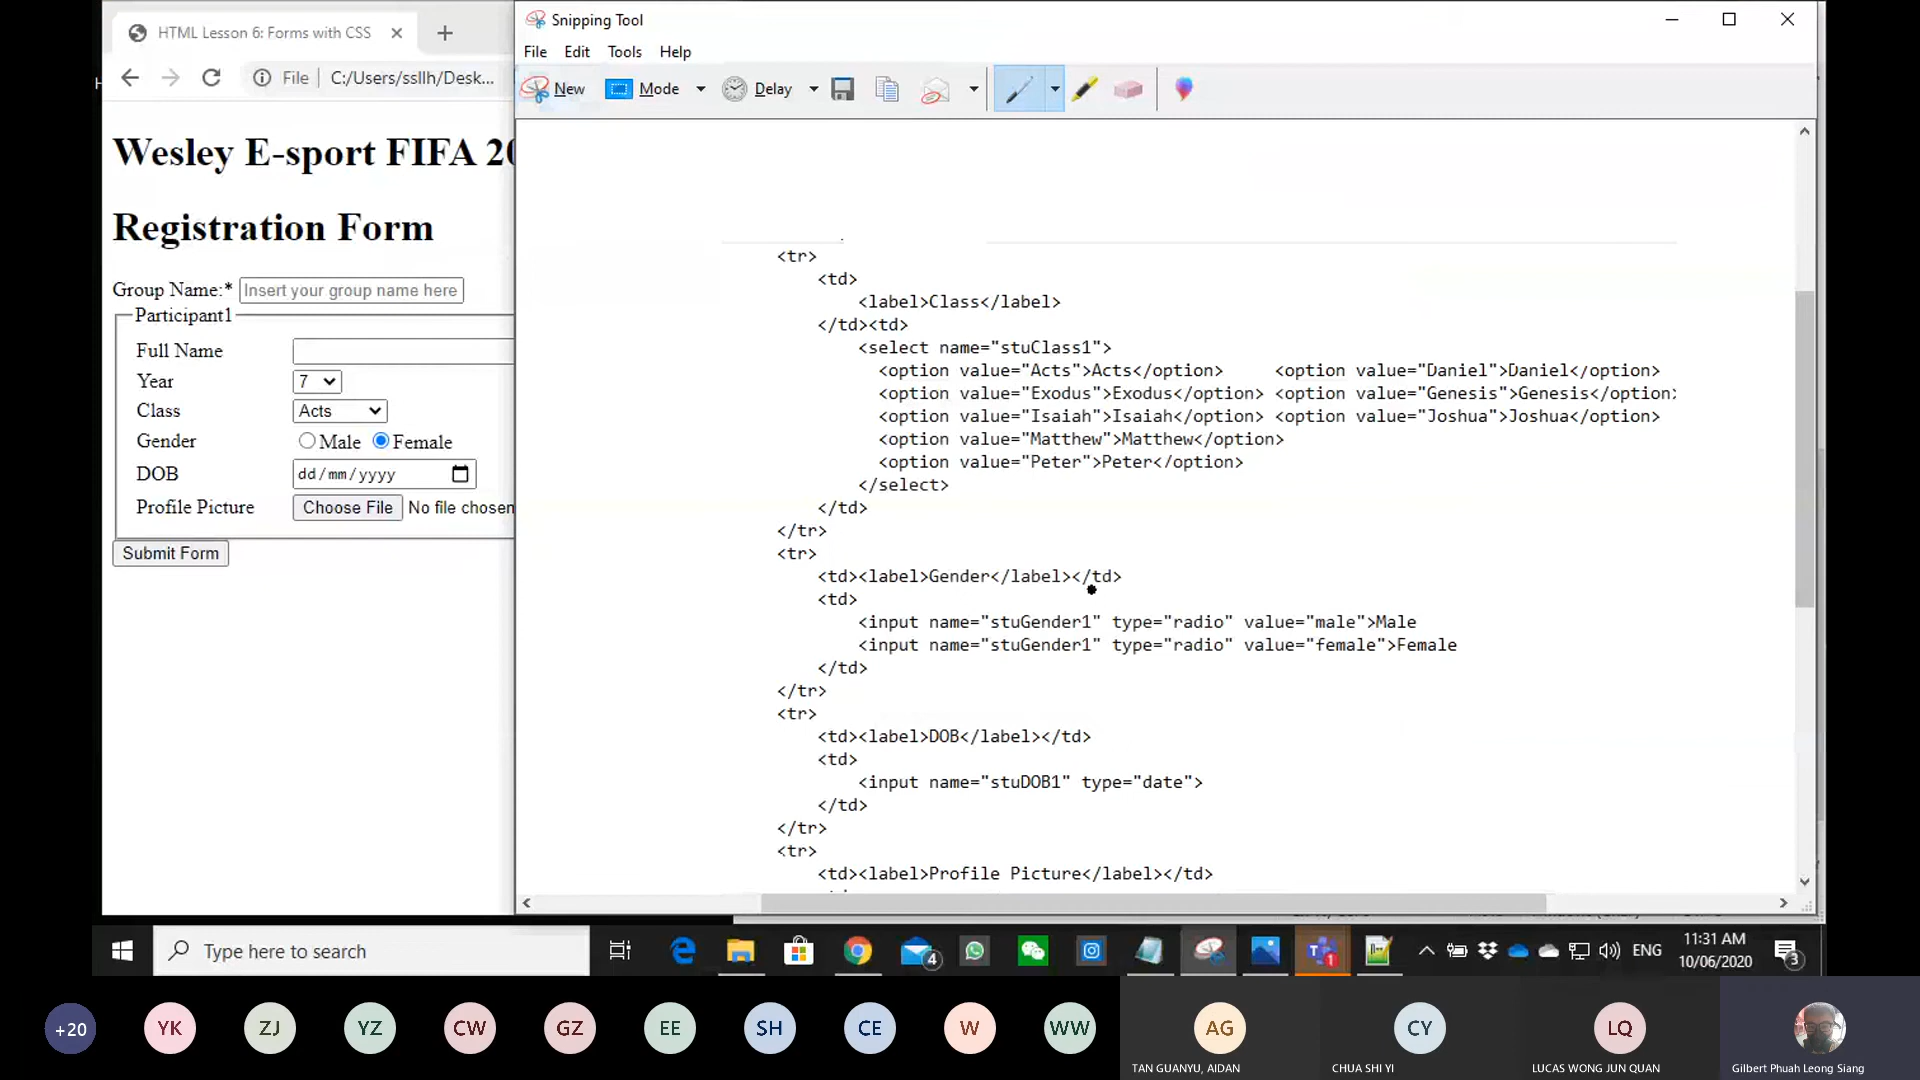 HTML Lesson 6: Forms with CSS
File
C:/Users/ssllh/Desk...
Wesley E-sport FIFA 20
Registration Form
Group Name:*
Insert your group name here
Participant1
Full Name
Year
7
Class
Acts
Gender
Male
Female
DOB
dd/mm/yyyy
Profile Picture
Choose File
No file chosen
Submit Form
Snipping Tool
File Edit Tools Help
New Mode Delay
<tr>
<td>
<label>Class</label>
</td><td>
<select name="stuClass1">
<option value="Acts">Acts</option> <option value="Daniel">Daniel</option>
<option value="Exodus">Exodus</option> <option value="Genesis">Genesis</option>
<option value="Isaiah">Isaiah</option> <option value="Joshua">Joshua</option>
<option value="Matthew">Matthew</option>
<option value="Peter">Peter</option>
</select>
</td>
</tr>
<tr>
<td><label>Gender</label></td>
<td>
<input name="stuGender1" type="radio" value="male">Male
<input name="stuGender1" type="radio" value="female">Female
</td>
</tr>
<tr>
<td><label>DOB</label></td>
<td>
<input name="stuDOB1" type="date">
</td>
</tr>
<tr>
<td><label>Profile Picture</label></td>
Type here to search
4
1
ENG
11:31 AM
10/06/2020
3
+20 YK ZJ YZ CW GZ EE SH CE W WW AG CY LQ
TAN GUANYU, AIDAN
CHUA SHI YI
LUCAS WONG JUN QUAN
Gilbert Phuah Leong Siang